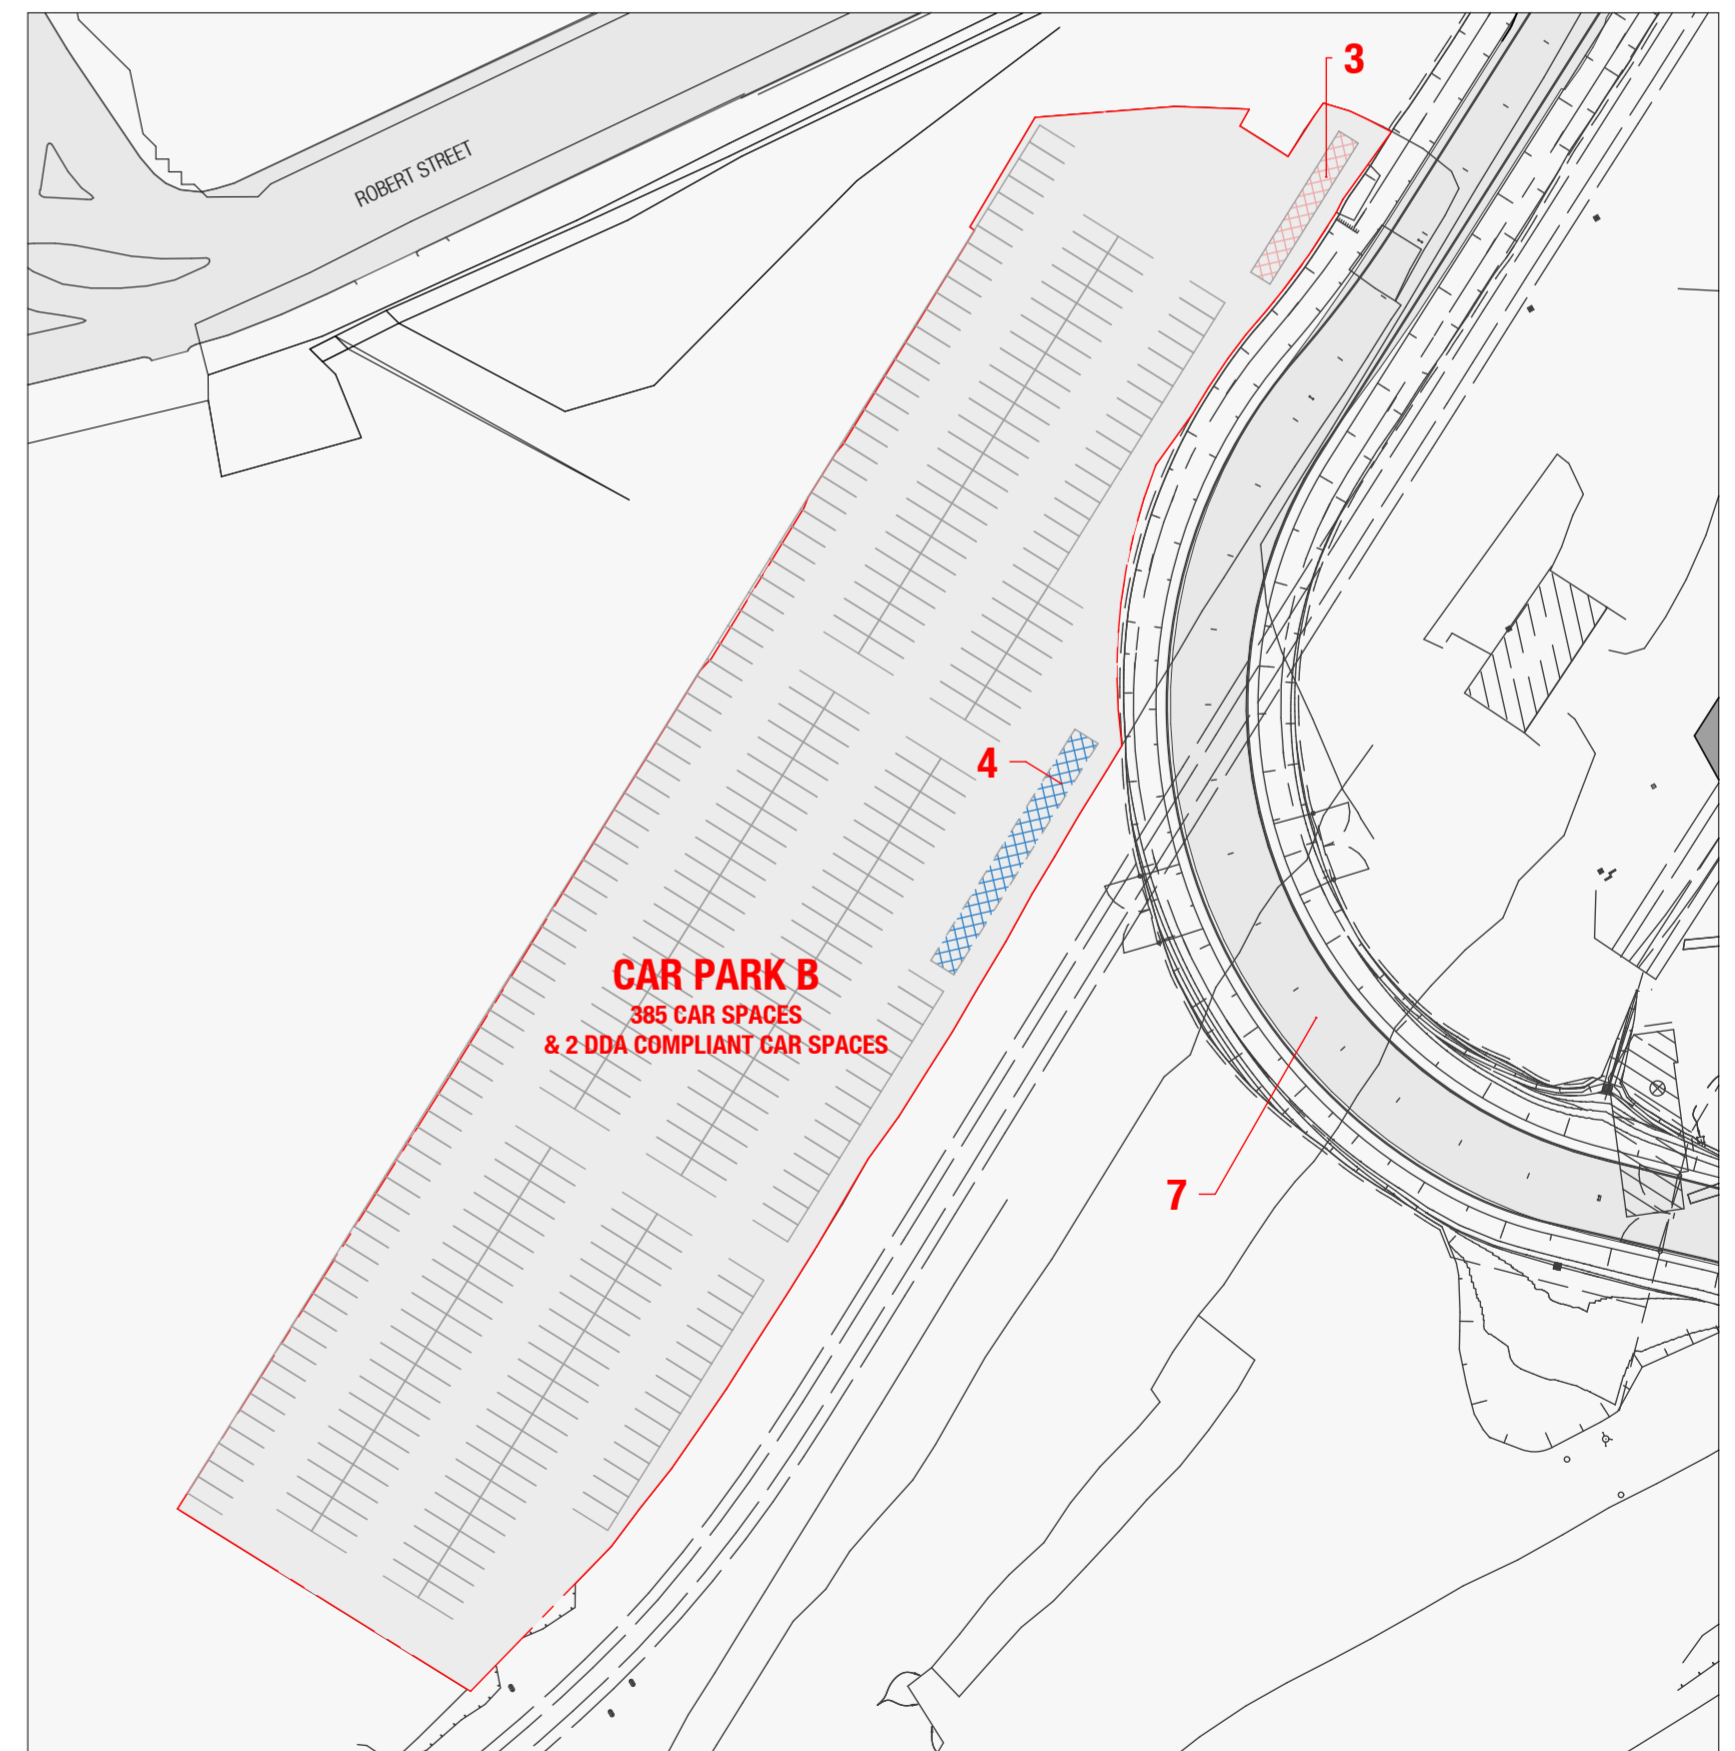 3
ROBERT STREET
4
CAR PARK B
385 CAR SPACES
& 2 DDA COMPLIANT CAR SPACES
7